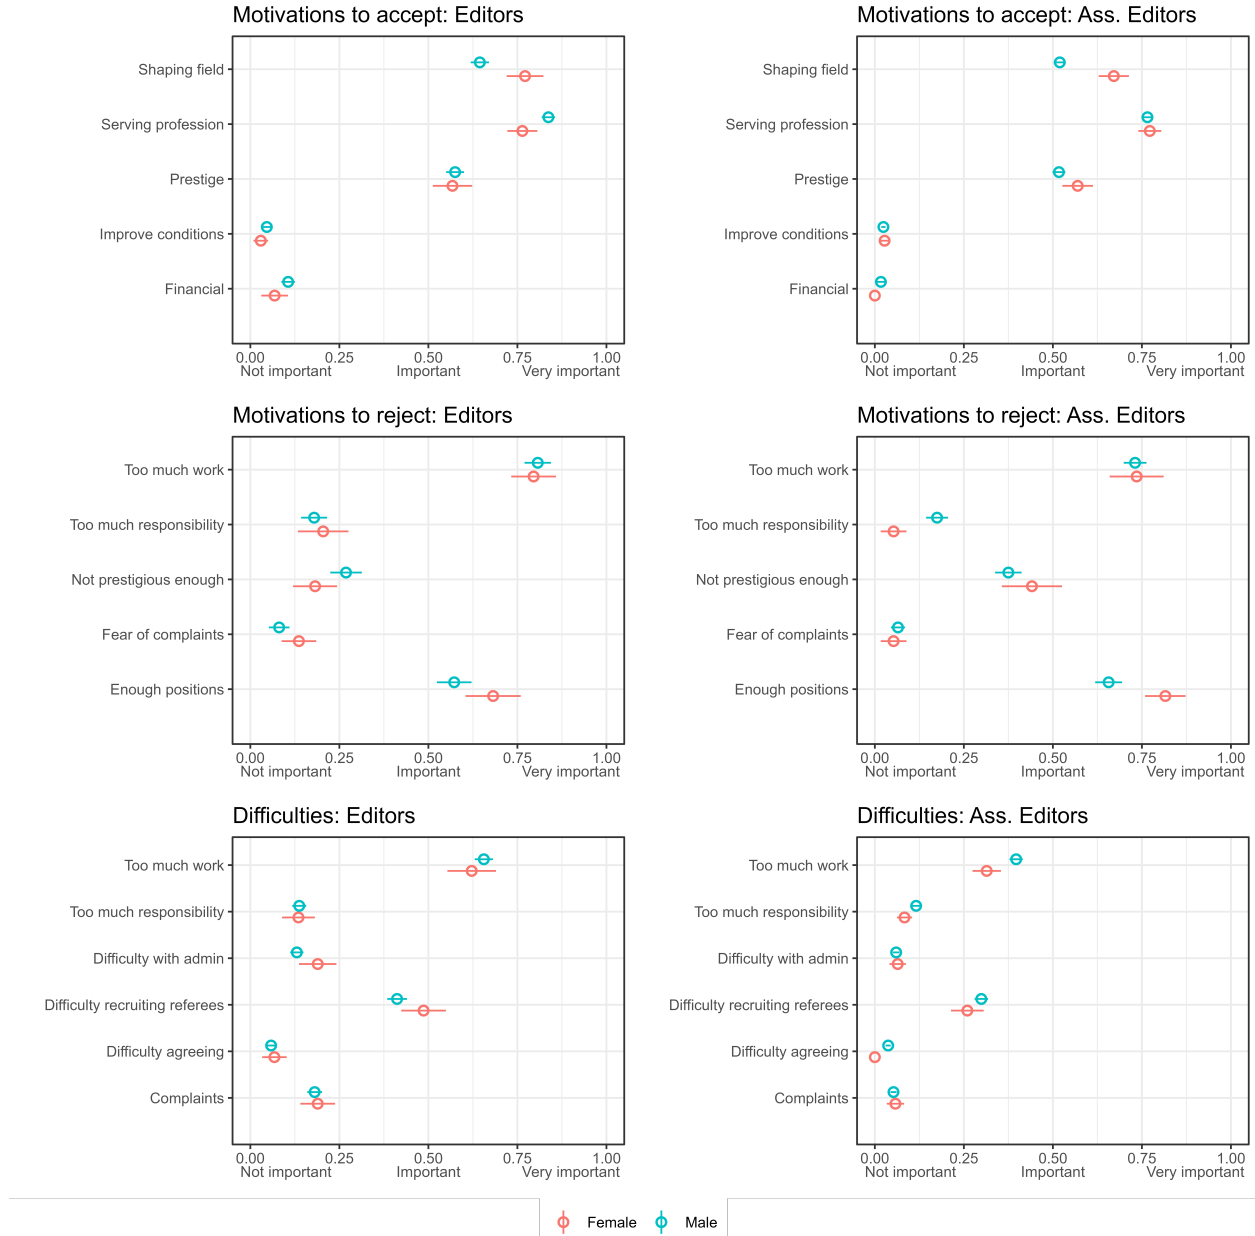 Motivations to accept: Editors
Shaping field
Serving profession
Prestige
Improve conditions
Financial
0.00 0.25 0.50 0.75 1.00
Not important Important Very important
Motivations to accept: Ass. Editors
Shaping field
Serving profession
Prestige
Improve conditions
Financial
0.00 0.25 0.50 0.75 1.00
Not important Important Very important
Motivations to reject: Editors
Too much work
Too much responsibility
Not prestigious enough
Fear of complaints
Enough positions
0.00 0.25 0.50 0.75 1.00
Not important Important Very important
Motivations to reject: Ass. Editors
Too much work
Too much responsibility
Not prestigious enough
Fear of complaints
Enough positions
0.00 0.25 0.50 0.75 1.00
Not important Important Very important
Difficulties: Editors
Too much work
Too much responsibility
Difficulty with admin
Difficulty recruiting referees
Difficulty agreeing
Complaints
0.00 0.25 0.50 0.75 1.00
Not important Important Very important
Difficulties: Ass. Editors
Too much work
Too much responsibility
Difficulty with admin
Difficulty recruiting referees
Difficulty agreeing
Complaints
0.00 0.25 0.50 0.75 1.00
Not important Important Very important
Female Male